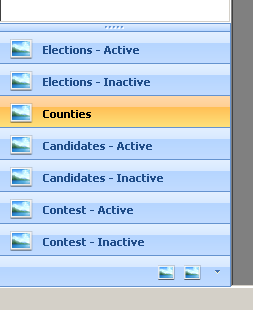 Elections - Active
Elections - Inactive
Counties
Candidates - Active
Candidates - Inactive
Contest - Active
Contest - Inactive